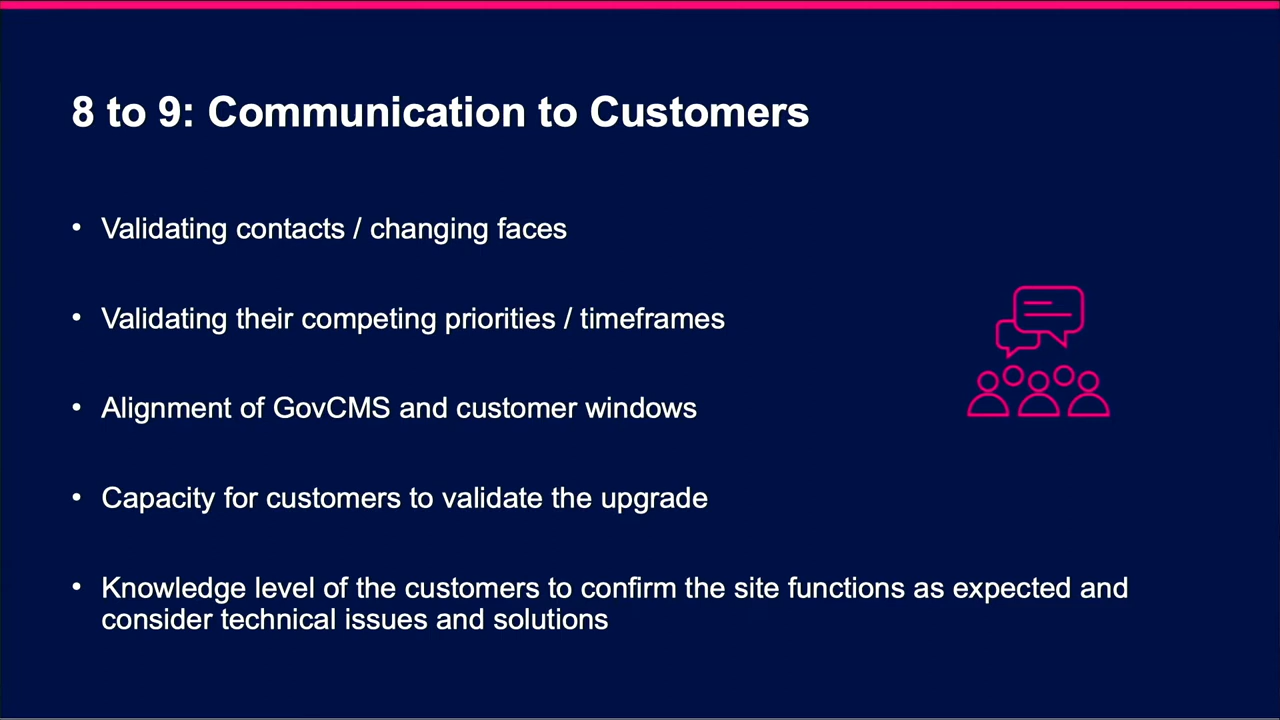 8 to 9: Communication to Customers
• Validating contacts / changing faces
• Validating their competing priorities / timeframes
• Alignment of GovCMS and customer windows
• Capacity for customers to validate the upgrade
• Knowledge level of the customers to confirm the site functions as expected and
consider technical issues and solutions